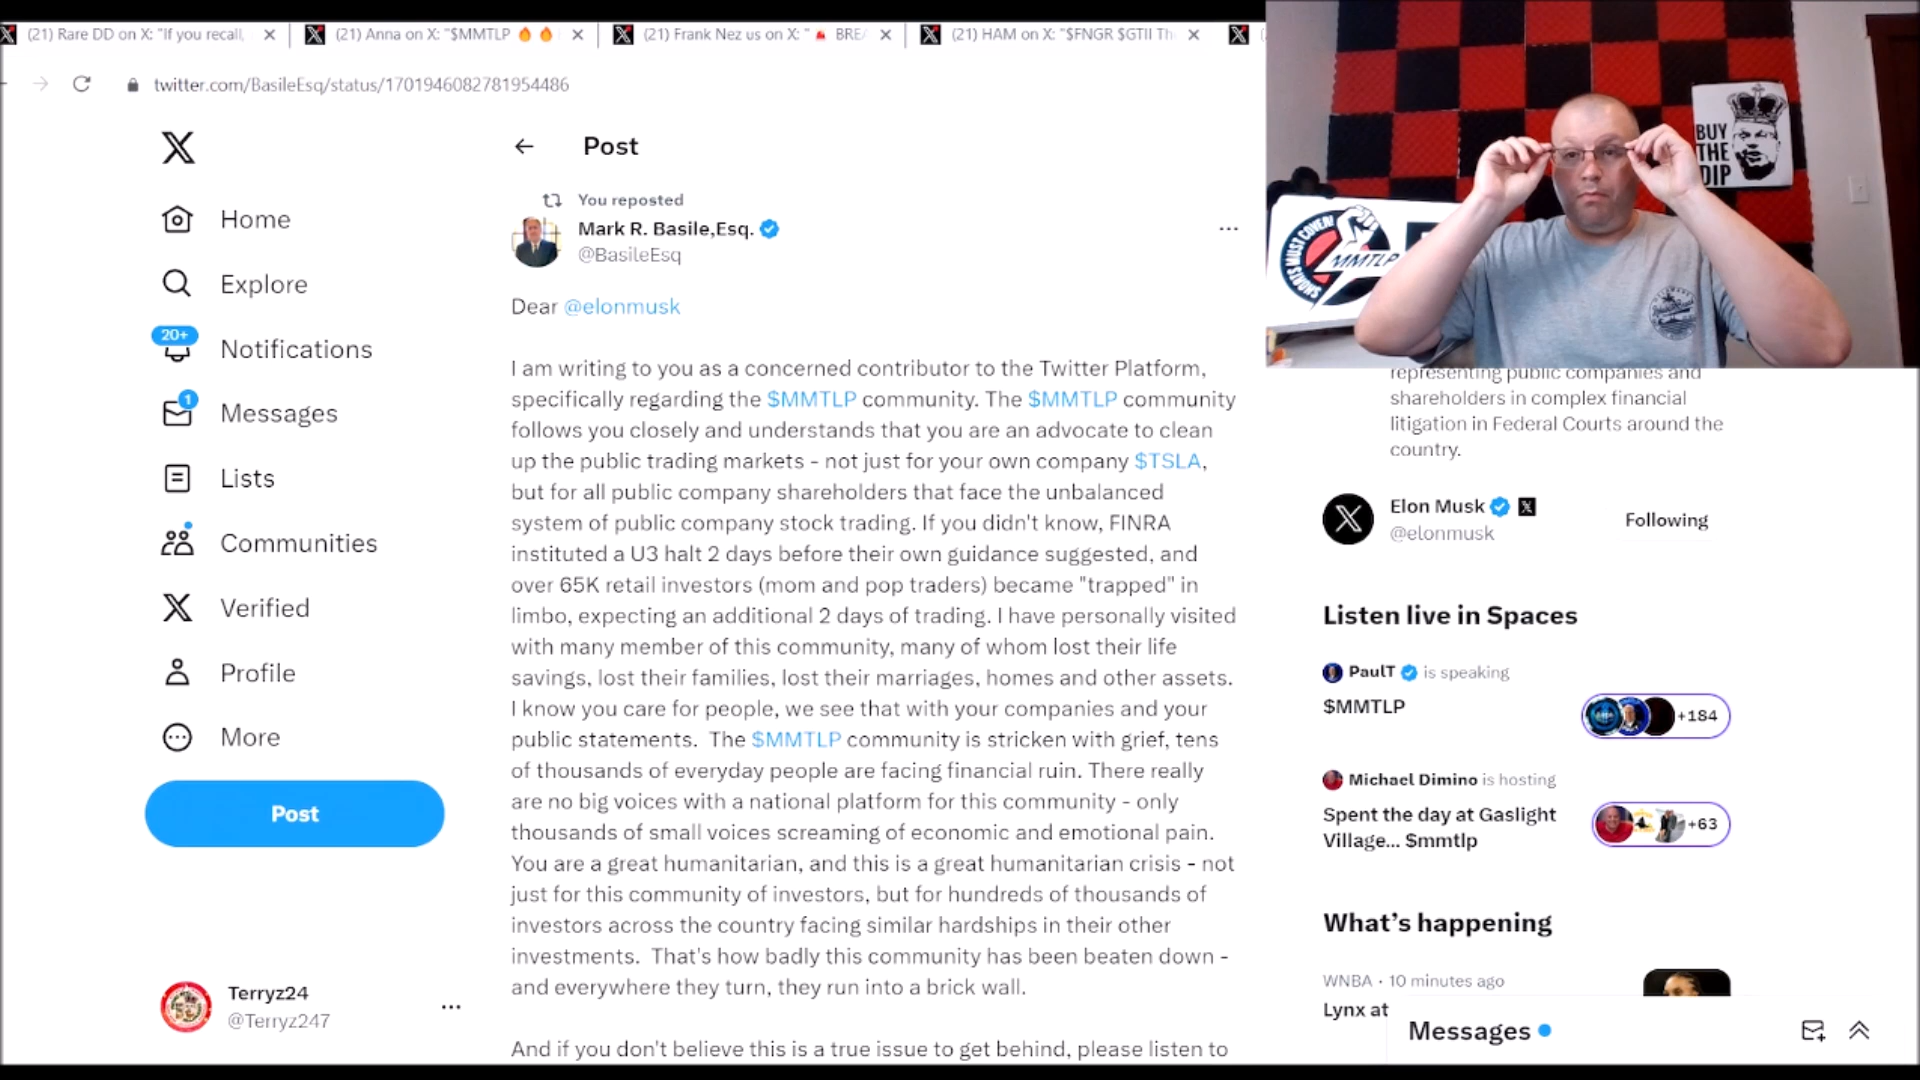 (21) Rare DD on X: "If you recall,
(21) Anna on X: "$MMTLP
(21) Frank Nez us on X: " BREA
(21) HAM on X: "$FNGR $GTII Th
twitter.com/BasileEsq/status/1701946082781954486
BUY
THE
DIP
SHORTS MUST COVER!
MMTLP
Home
Explore
20+
Notifications
1
Messages
Lists
Communities
Verified
Profile
More
Post
Terryz24
@Terryz247
Post
You reposted
Mark R. Basile,Esq.
@BasileEsq
Dear @elonmusk
I am writing to you as a concerned contributor to the Twitter Platform,
specifically regarding the $MMTLP community. The $MMTLP community
follows you closely and understands that you are an advocate to clean
up the public trading markets - not just for your own company $TSLA,
but for all public company shareholders that face the unbalanced
system of public company stock trading. If you didn't know, FINRA
instituted a U3 halt 2 days before their own guidance suggested, and
over 65K retail investors (mom and pop traders) became "trapped" in
limbo, expecting an additional 2 days of trading. I have personally visited
with many member of this community, many of whom lost their life
savings, lost their families, lost their marriages, homes and other assets.
I know you care for people, we see that with your companies and your
public statements.  The $MMTLP community is stricken with grief, tens
of thousands of everyday people are facing financial ruin. There really
are no big voices with a national platform for this community - only
thousands of small voices screaming of economic and emotional pain.
You are a great humanitarian, and this is a great humanitarian crisis - not
just for this community of investors, but for hundreds of thousands of
investors across the country facing similar hardships in their other
investments.  That's how badly this community has been beaten down -
and everywhere they turn, they run into a brick wall.
And if you don't believe this is a true issue to get behind, please listen to
representing public companies and
shareholders in complex financial
litigation in Federal Courts around the
country.
Elon Musk
@elonmusk
Following
Listen live in Spaces
PaulT is speaking
$MMTLP
+184
Michael Dimino is hosting
Spent the day at Gaslight
Village... $mmtlp
+63
What's happening
WNBA · 10 minutes ago
Lynx at
Messages